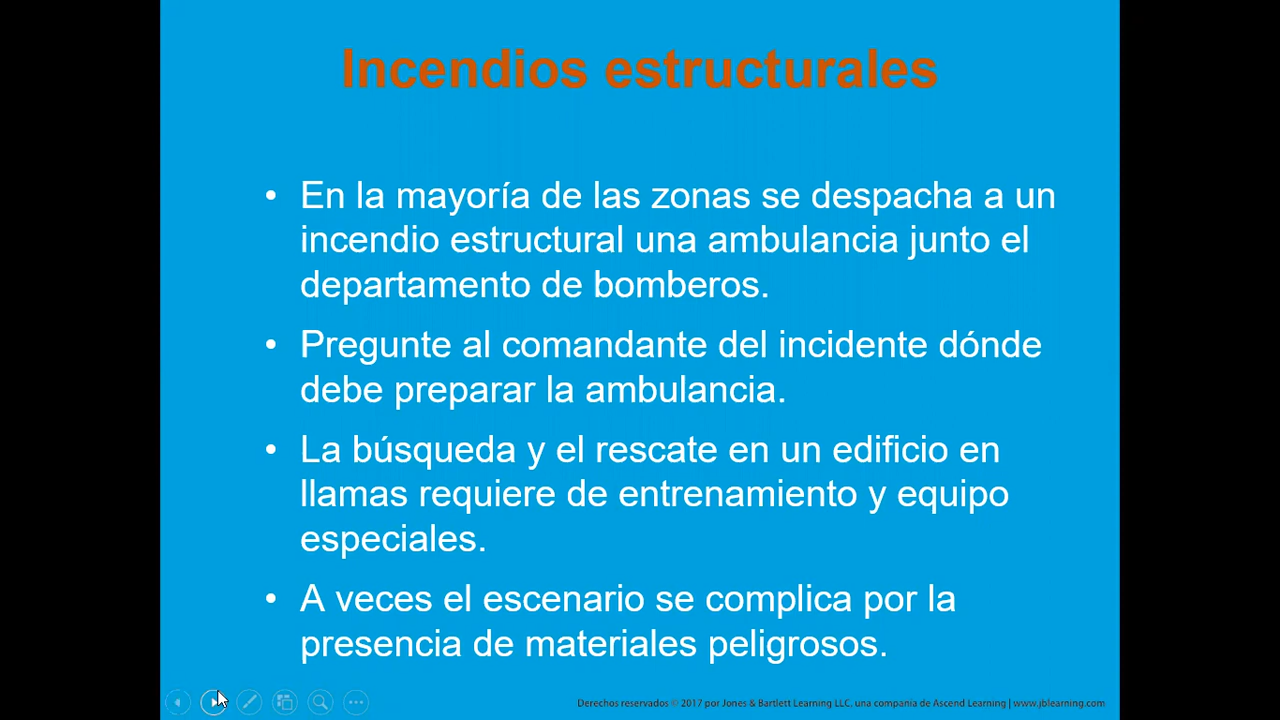 Incendios estructurales
• En la mayoría de las zonas se despacha a un
incendio estructural una ambulancia junto el
departamento de bomberos.
• Pregunte al comandante del incidente dónde
debe preparar la ambulancia.
• La búsqueda y el rescate en un edificio en
llamas requiere de entrenamiento y equipo
especiales.
• A veces el escenario se complica por la
presencia de materiales peligrosos.
Derechos reservados © 2017 por Jones & Bartlett Learning LLC. una compañía de Ascend Learning | www.jblearning.com